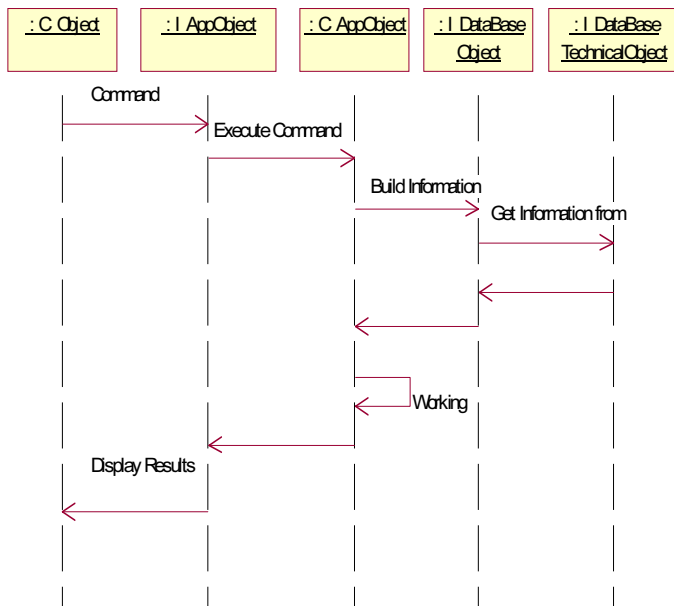 : C Object
: I AppObject
: C AppObject
: I DataBase
Object
: I DataBase
TechnicalObject
Command
Execute Command
Build Information
Get Information from
Working
Display Results